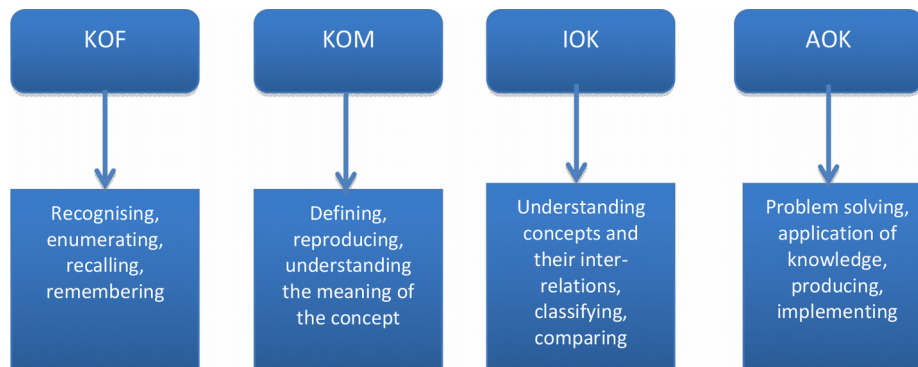 KOF
KOM
IOK
AOK
Recognising,
enumerating,
recalling,
remembering
Defining,
reproducing,
understanding
the meaning of
the concept
Understanding
concepts and
their inter-
relations,
classifying,
comparing
Problem solving,
application of
knowledge,
producing,
implementing